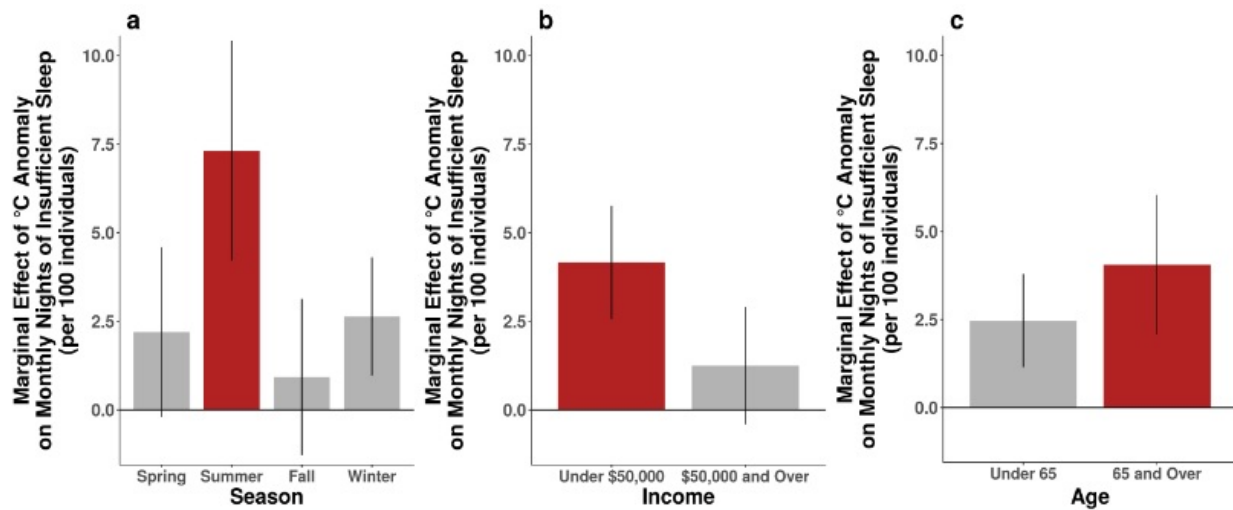 a
Marginal Effect of °C Anomaly
on Monthly Nights of Insufficient Sleep
(per 100 individuals)
10.0
7.5
5.0
2.5
0.0
Spring Summer Fall Winter
Season
b
Marginal Effect of °C Anomaly
on Monthly Nights of Insufficient Sleep
(per 100 individuals)
10.0
7.5
5.0
2.5
0.0
Under $50,000 $50,000 and Over
Income
c
Marginal Effect of °C Anomaly
on Monthly Nights of Insufficient Sleep
(per 100 individuals)
10.0
7.5
5.0
2.5
0.0
Under 65 65 and Over
Age